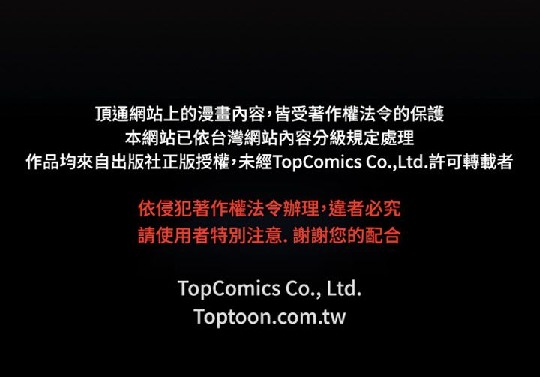 頂通網站上的漫畫內容，皆受著作權法令的保護
本網站已依台灣網站內容分級規定處理
作品均來自出版社正版授權，未經TopComics Co.,Ltd.許可轉載者
依侵犯著作權法令辦理，違者必究
請使用者特別注意. 謝謝您的配合
TopComics Co., Ltd.
Toptoon.com.tw